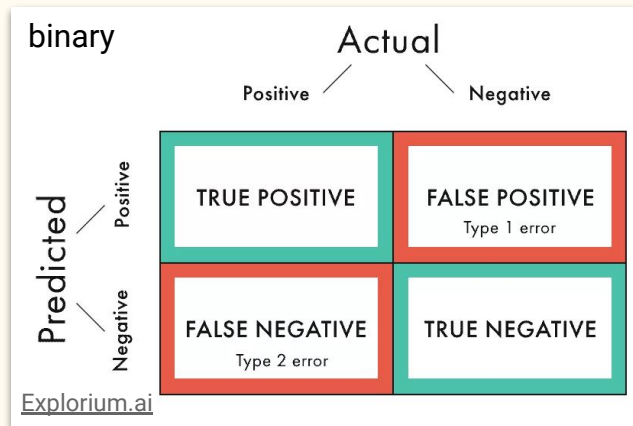 binary
Actual
Positive
Negative
Predicted
Positive
Negative
TRUE POSITIVE
FALSE POSITIVE
Type 1 error
FALSE NEGATIVE
Type 2 error
TRUE NEGATIVE
Explorium.ai